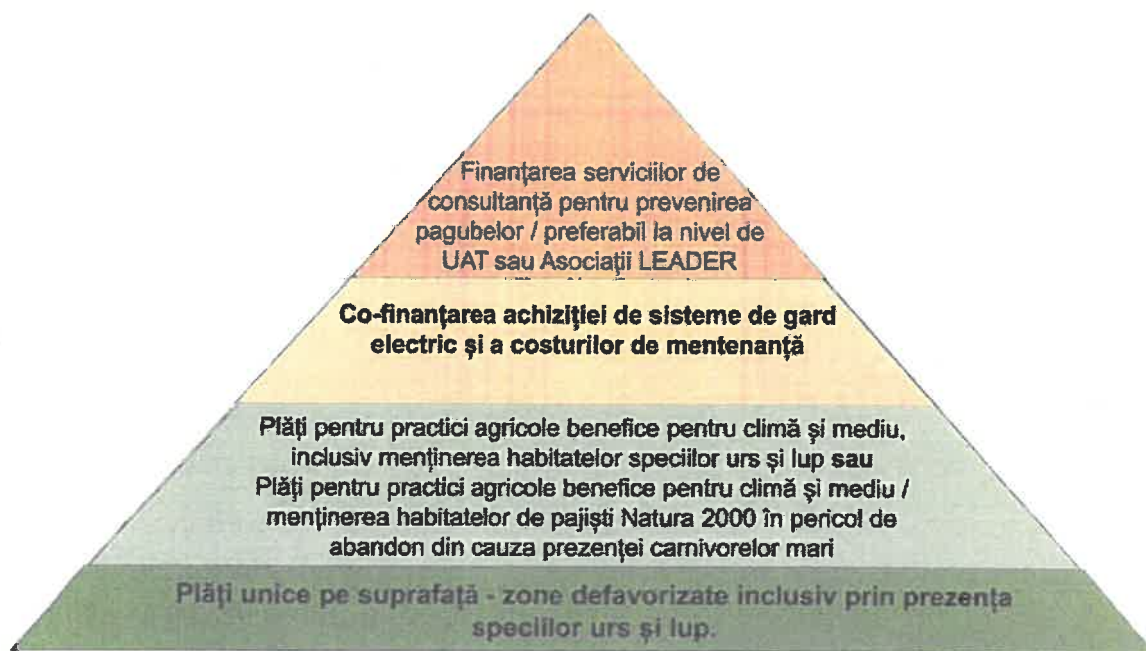 Finanțarea serviciilor de
consultanță pentru prevenirea
pagubelor / preferabil la nivel de
UAT sau Asociații LEADER
Co-finanțarea achiziției de sisteme de gard
electric și a costurilor de mentenanță
Plăți pentru practici agricole benefice pentru climă și mediu,
inclusiv menținerea habitatelor speciilor urs și lup sau
Plăți pentru practici agricole benefice pentru climă și mediu /
menținerea habitatelor de pajiști Natura 2000 în pericol de
abandon din cauza prezenței carnivorelor mari
Plăți unice pe suprafață - zone defavorizate inclusiv prin prezența
speciilor urs și lup.